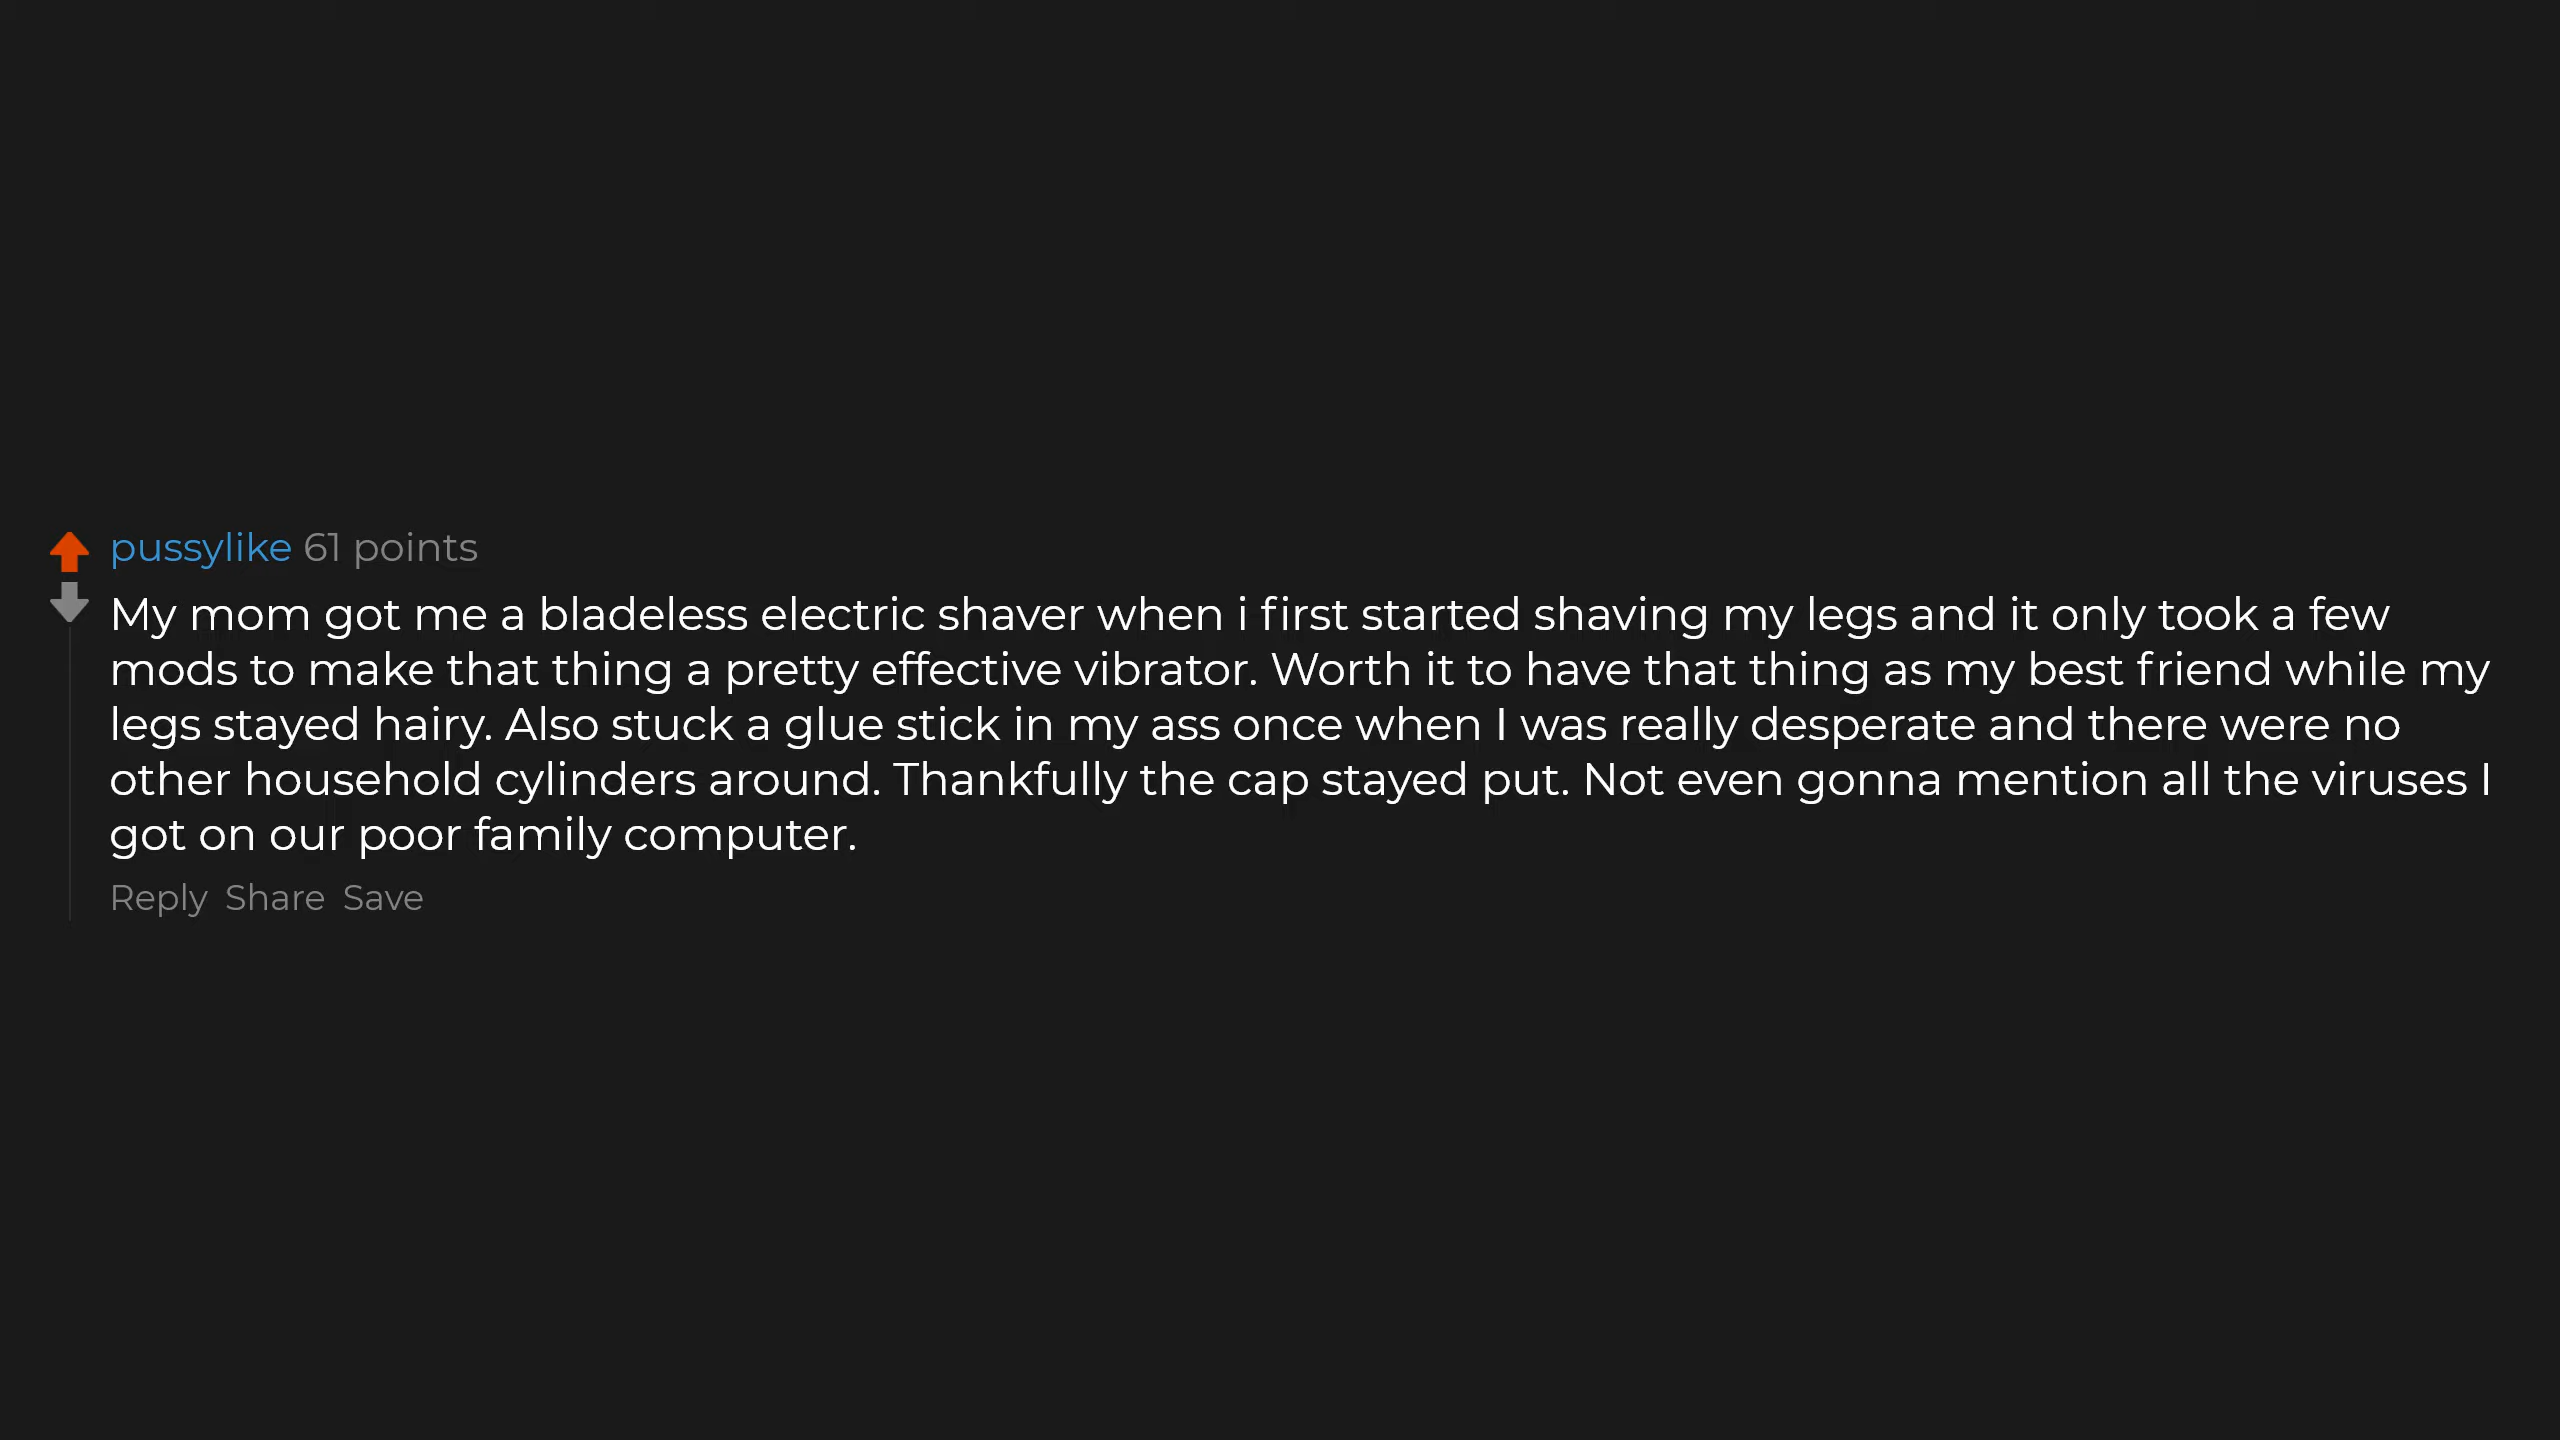 pussylike 61 points
My mom got me a bladeless electric shaver when i first started shaving my legs and it only took a few
mods to make that thing a pretty effective vibrator. Worth it to have that thing as my best friend while my
legs stayed hairy. Also stuck a glue stick in my ass once when I was really desperate and there were no
other household cylinders around. Thankfully the cap stayed put. Not even gonna mention all the viruses I
got on our poor family computer.
Reply Share Save